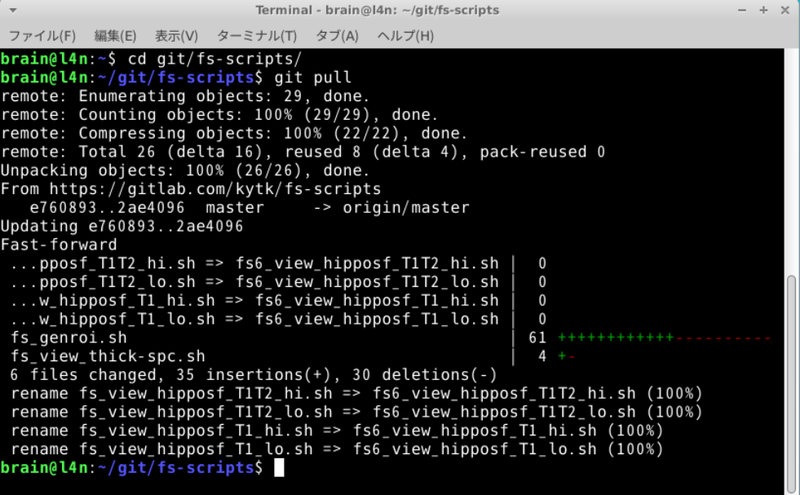 Terminal - brain@l4n: ~/git/fs-scripts
ファイル(F) 編集(E) 表示(V) ターミナル(T) タブ(A) ヘルプ(H)
brain@l4n:~$ cd git/fs-scripts/
brain@l4n:~/git/fs-scripts$ git pull
remote: Enumerating objects: 29, done.
remote: Counting objects: 100% (29/29), done.
remote: Compressing objects: 100% (22/22), done.
remote: Total 26 (delta 16), reused 8 (delta 4), pack-reused 0
Unpacking objects: 100% (26/26), done.
From https://gitlab.com/kytk/fs-scripts
   e760893..2ae4096  master     -> origin/master
Updating e760893..2ae4096
Fast-forward
 ...pposf_T1T2_hi.sh => fs6_view_hipposf_T1T2_hi.sh |  0
 ...pposf_T1T2_lo.sh => fs6_view_hipposf_T1T2_lo.sh |  0
 ...w_hipposf_T1_hi.sh => fs6_view_hipposf_T1_hi.sh |  0
 ...w_hipposf_T1_lo.sh => fs6_view_hipposf_T1_lo.sh |  0
 fs_genroi.sh                                       | 61 ++++++++++++----------
 fs_view_thick-spc.sh                               |  4 +-
 6 files changed, 35 insertions(+), 30 deletions(-)
 rename fs_view_hipposf_T1T2_hi.sh => fs6_view_hipposf_T1T2_hi.sh (100%)
 rename fs_view_hipposf_T1T2_lo.sh => fs6_view_hipposf_T1T2_lo.sh (100%)
 rename fs_view_hipposf_T1_hi.sh => fs6_view_hipposf_T1_hi.sh (100%)
 rename fs_view_hipposf_T1_lo.sh => fs6_view_hipposf_T1_lo.sh (100%)
brain@l4n:~/git/fs-scripts$